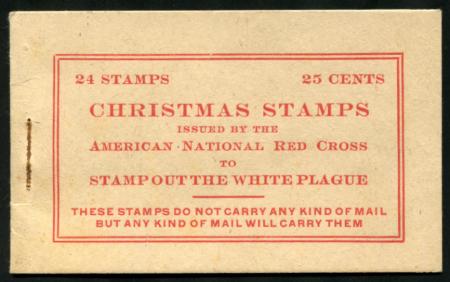 24 STAMPS 25 CENTS
CHRISTMAS STAMPS
ISSUED BY THE
AMERICAN NATIONAL RED CROSS
TO
STAMP OUT THE WHITE PLAGUE
THESE STAMPS DO NOT CARRY ANY KIND OF MAIL
BUT ANY KIND OF MAIL WILL CARRY THEM